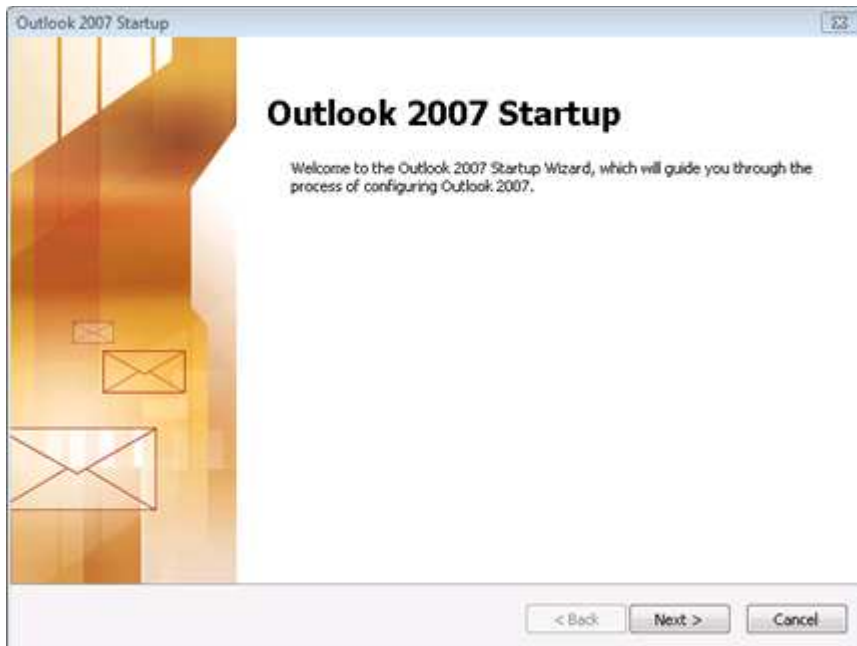 Outlook 2007 Startup
Outlook 2007 Startup
Welcome to the Outlook 2007 Startup Wizard, which will guide you through the
process of configuring Outlook 2007.
< Back Next > Cancel